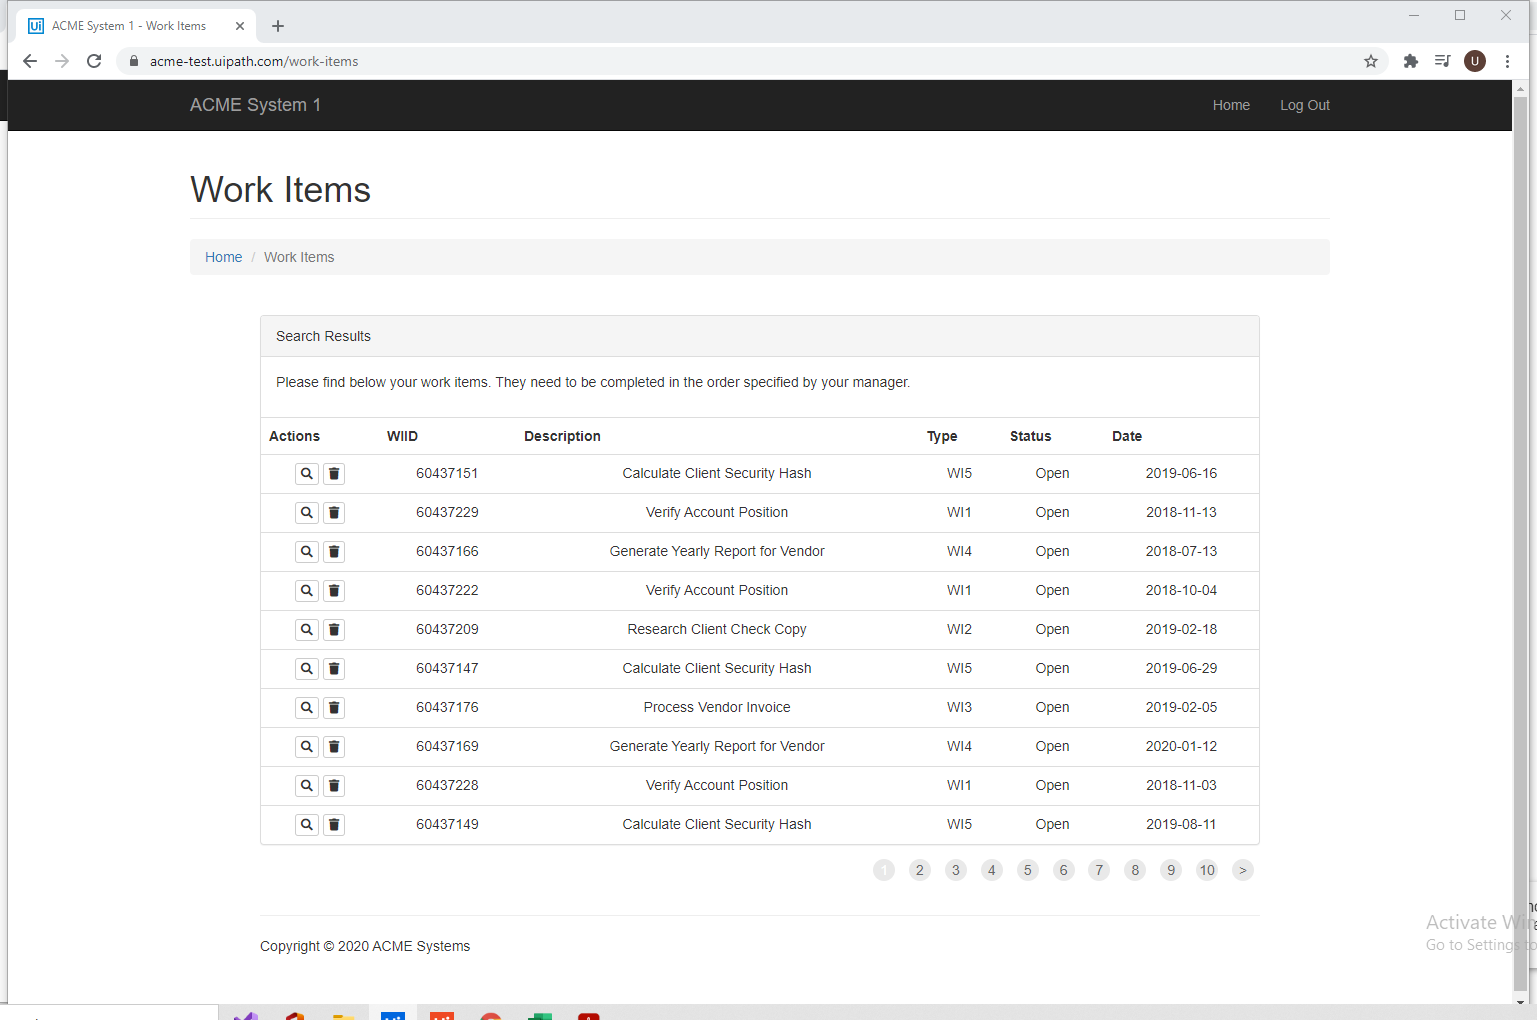 ACME System 1 - Work Items
acme-test.uipath.com/work-items
U
ACME System 1 Home Log Out
Work Items
Home / Work Items
Search Results
Please find below your work items. They need to be completed in the order specified by your manager.
Actions WIID Description Type Status Date
60437151 Calculate Client Security Hash WI5 Open 2019-06-16
60437229 Verify Account Position WI1 Open 2018-11-13
60437166 Generate Yearly Report for Vendor WI4 Open 2018-07-13
60437222 Verify Account Position WI1 Open 2018-10-04
60437209 Research Client Check Copy WI2 Open 2019-02-18
60437147 Calculate Client Security Hash WI5 Open 2019-06-29
60437176 Process Vendor Invoice WI3 Open 2019-02-05
60437169 Generate Yearly Report for Vendor WI4 Open 2020-01-12
60437228 Verify Account Position WI1 Open 2018-11-03
60437149 Calculate Client Security Hash WI5 Open 2019-08-11
1 2 3 4 5 6 7 8 9 10 >
Activate Win
Go to Settings to
Copyright © 2020 ACME Systems